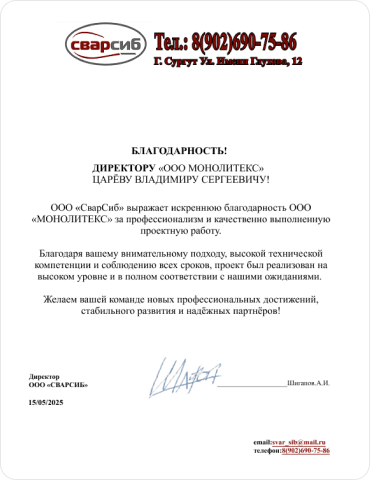 сварсиб
Тел.: 8(902)690-75-86
Г. Сургут Ул. Имени Глухова, 12
БЛАГОДАРНОСТЬ!
ДИРЕКТОРУ «ООО МОНОЛИТЕКС»
ЦАРЁВУ ВЛАДИМИРУ СЕРГЕЕВИЧУ!
ООО «СварСиб» выражает искреннюю благодарность ООО
«МОНОЛИТЕКС» за профессионализм и качественно выполненную
проектную работу.
Благодаря вашему внимательному подходу, высокой технической
компетенции и соблюдению всех сроков, проект был реализован на
высоком уровне и в полном соответствии с нашими ожиданиями.
Желаем вашей команде новых профессиональных достижений,
стабильного развития и надёжных партнёров!
Директор
ООО «СВАРСИБ»
Шигапов.А.И.
15/05/2025
email:svar_sib@mail.ru
телефон:8(902)690-75-86